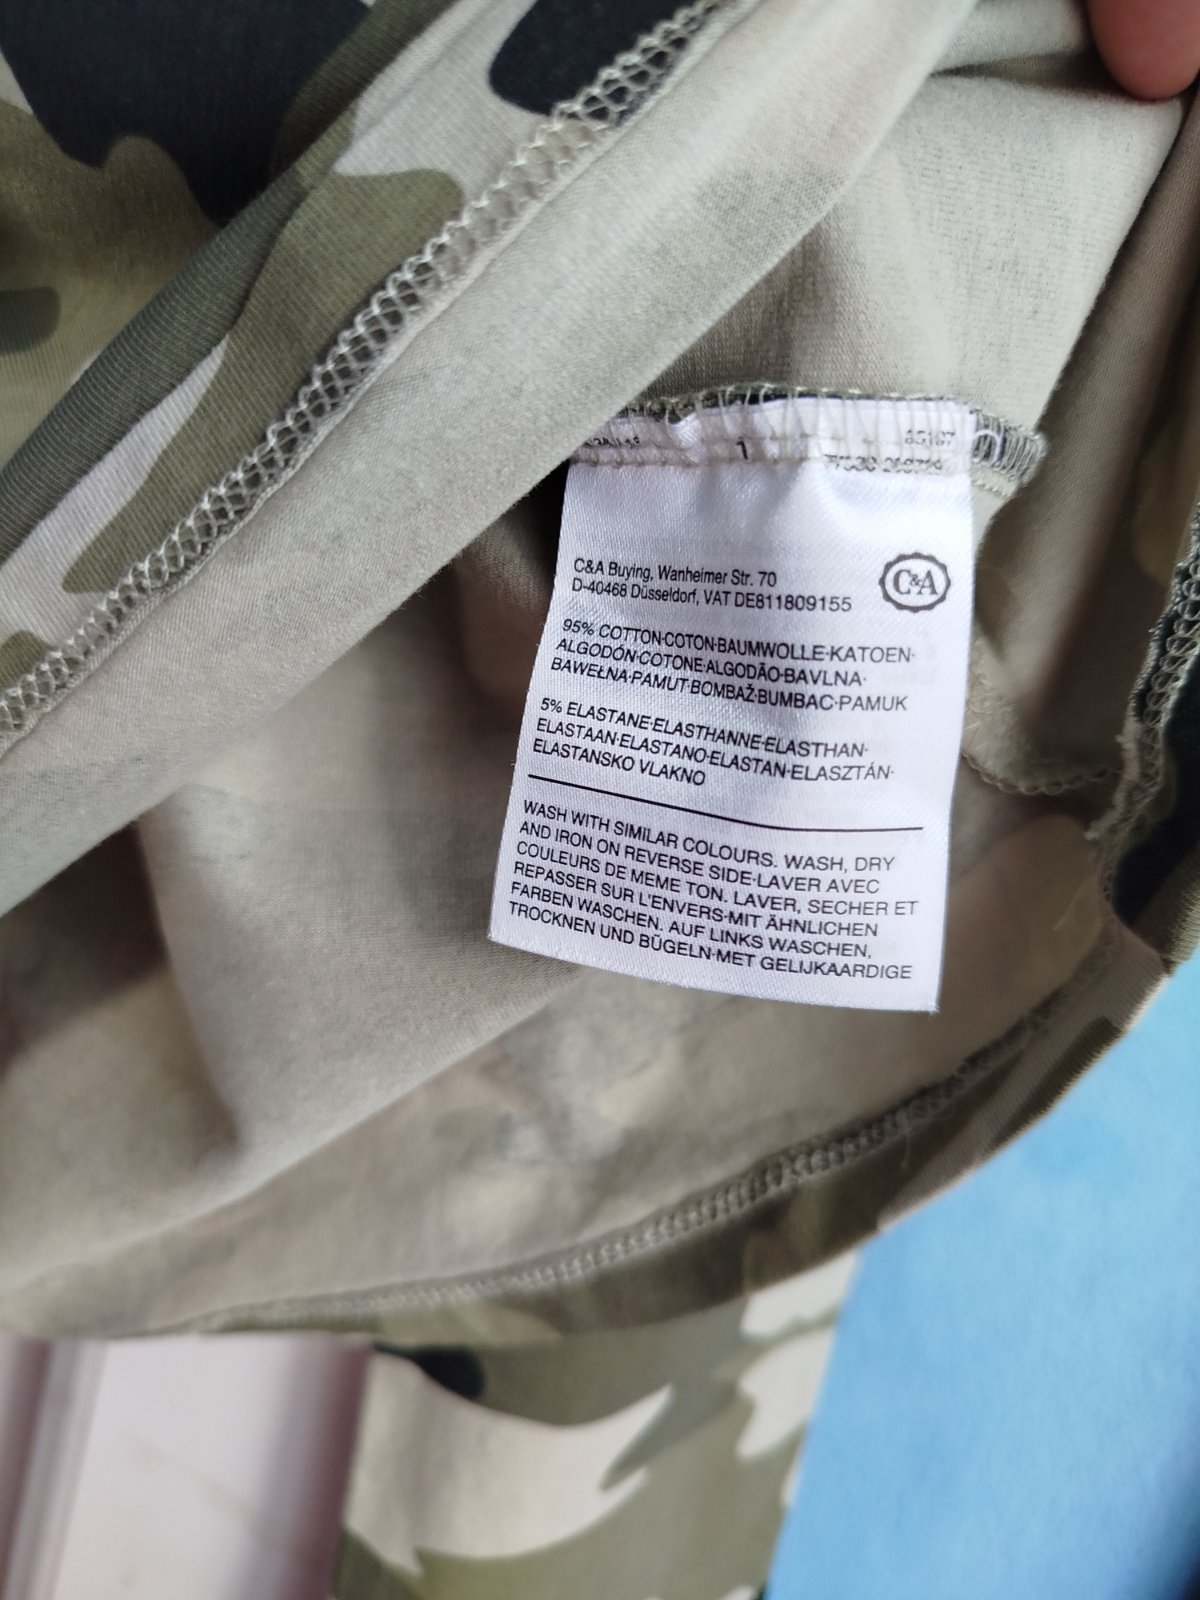 1
C&A Buying, Wanheimer Str. 70
D-40468 Düsseldorf, VAT DE811809155
C&A
95% COTTON·COTON·BAUMWOLLE·KATOEN·
ALGODÓN·COTONE·ALGODÃO·BAVLNA·
BAWEŁNA·PAMUT·BOMBAŽ·BUMBAC·PAMUK
5% ELASTANE·ELASTHANNE·ELASTHAN·
ELASTAAN·ELASTANO·ELASTAN·ELASZTÁN·
ELASTANSKO VLAKNO
WASH WITH SIMILAR COLOURS. WASH, DRY
AND IRON ON REVERSE SIDE·LAVER AVEC
COULEURS DE MEME TON. LAVER, SECHER ET
REPASSER SUR L'ENVERS·MIT ÄHNLICHEN
FARBEN WASCHEN. AUF LINKS WASCHEN,
TROCKNEN UND BÜGELN·MET GELIJKAARDIGE